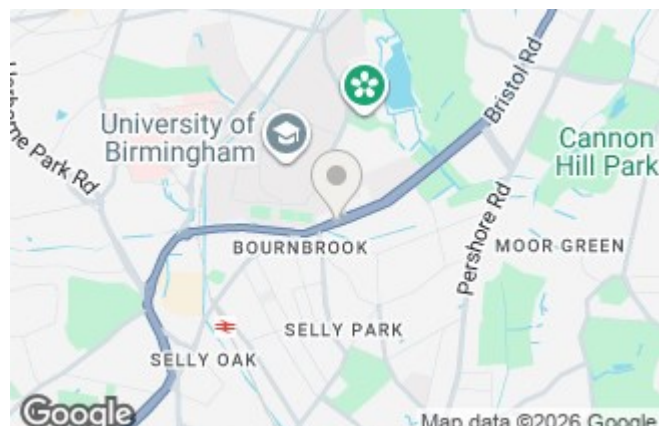 Bristol Rd
Harborne Park Rd
University of
Birmingham
Cannon
Hill Park
Pershore Rd
BOURNBROOK
MOOR GREEN
SELLY PARK
SELLY OAK
Google
Map data ©2026 Google